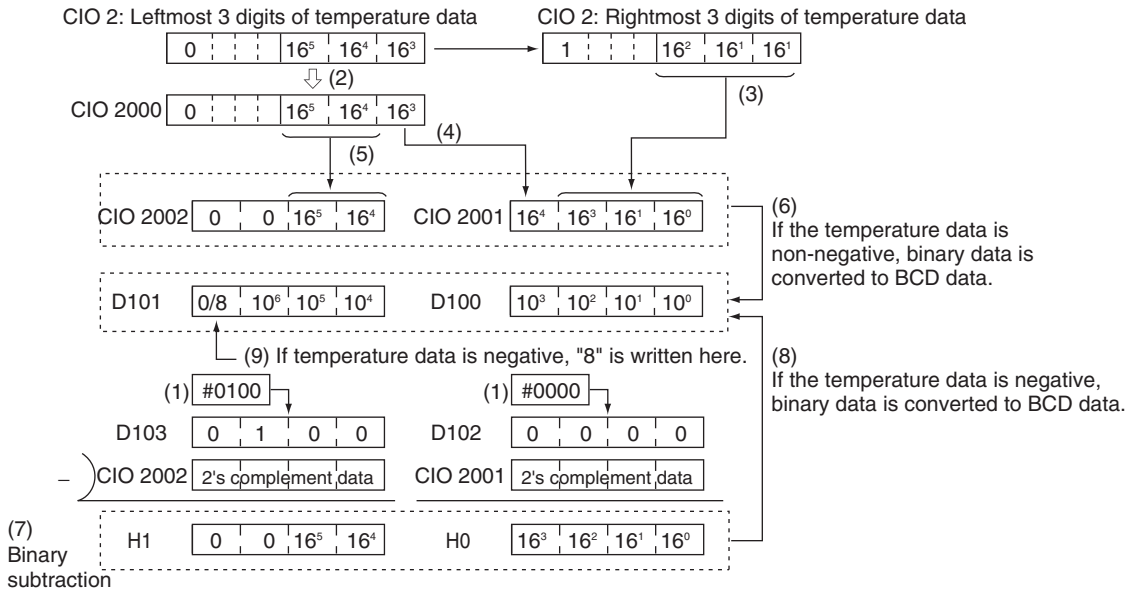 CIO 2: Leftmost 3 digits of temperature data
CIO 2: Rightmost 3 digits of temperature data
0 16⁵ 16⁴ 16³
1 16² 16¹ 16¹
(2)
(3)
CIO 2000 0 16⁵ 16⁴ 16³
(4)
(5)
CIO 2002 0 0 16⁵ 16⁴
CIO 2001 16⁴ 16³ 16¹ 16⁰
(6)
If the temperature data is
non-negative, binary data is
converted to BCD data.
D101 0/8 10⁶ 10⁵ 10⁴
D100 10³ 10² 10¹ 10⁰
(9) If temperature data is negative, "8" is written here.
(8)
If the temperature data is negative,
binary data is converted to BCD data.
(1) #0100
(1) #0000
D103 0 1 0 0
D102 0 0 0 0
– CIO 2002 2's complement data
CIO 2001 2's complement data
(7)
Binary
subtraction
H1 0 0 16⁵ 16⁴
H0 16³ 16² 16¹ 16⁰